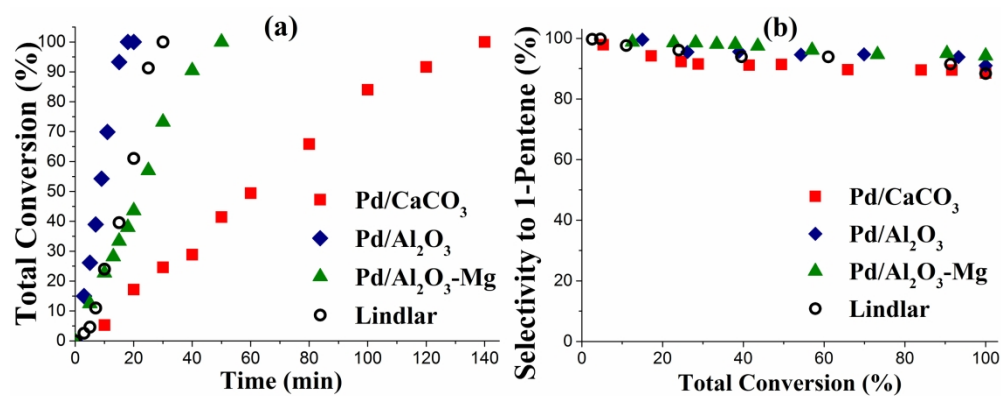 (a)
Total Conversion (%)
100
90
80
70
60
50
40
30
20
10
0
Pd/CaCO₃
Pd/Al₂O₃
Pd/Al₂O₃-Mg
Lindlar
0 20 40 60 80 100 120 140
Time (min)
(b)
Selectivity to 1-Pentene (%)
100
80
60
40
20
0
Pd/CaCO₃
Pd/Al₂O₃
Pd/Al₂O₃-Mg
Lindlar
0 20 40 60 80 100
Total Conversion (%)